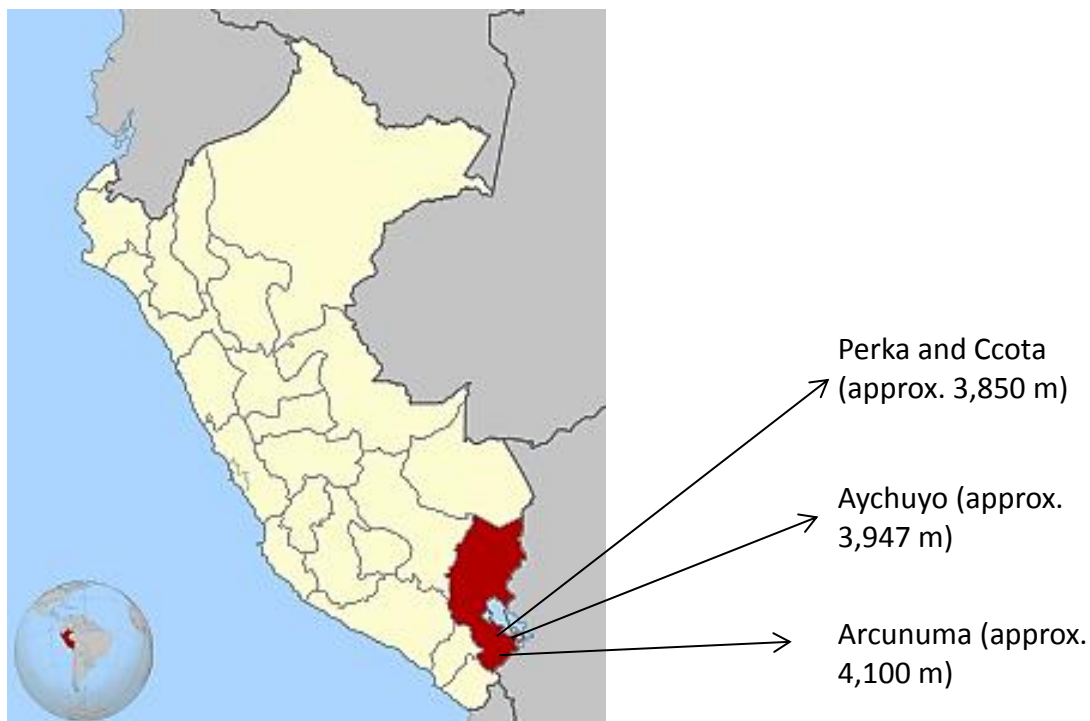 Perka and Ccota
(approx. 3,850 m)
Aychuyo (approx.
3,947 m)
Arcunuma (approx.
4,100 m)